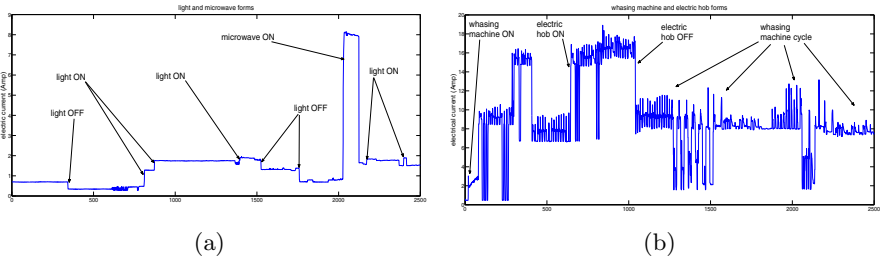 light and microwave forms
electric current (Amp)
9
8
7
6
5
4
3
2
1
0
microwave ON
light ON
light ON
light ON
light OFF
light OFF
0
500
1000
1500
2000
2500
(a)
whasing machine and electric hob forms
electrical current (Amp)
20
18
16
14
12
10
8
6
4
2
0
whasing
machine ON
electric
hob ON
electric
hob OFF
whasing
machine cycle
0
500
1000
1500
2000
2500
(b)